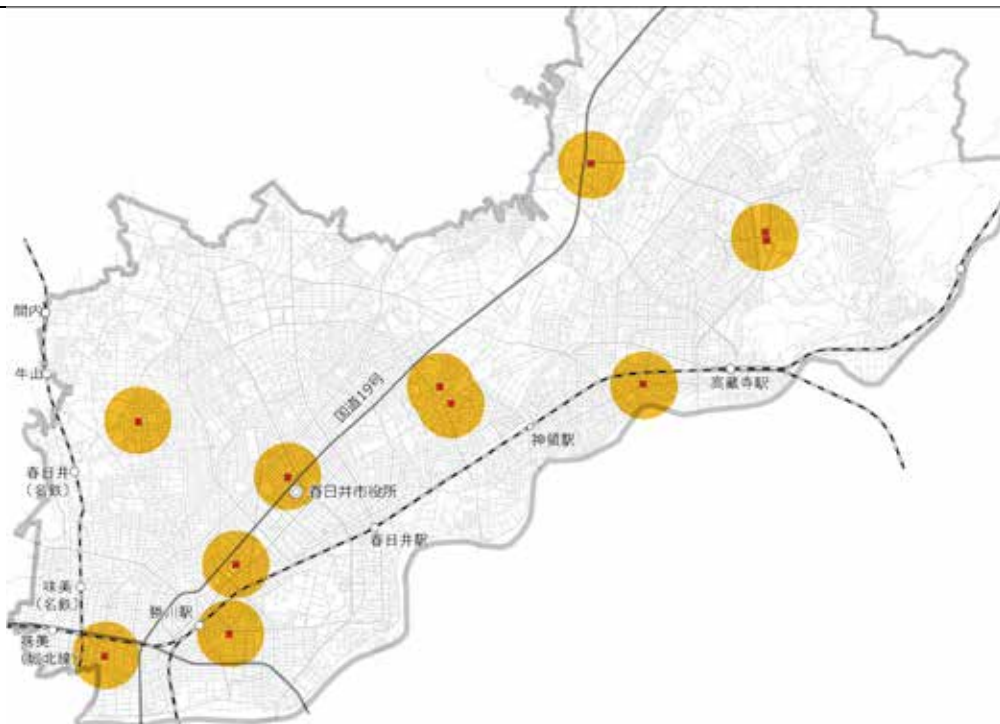 間内
牛山
春日井
(名鉄)
味美
(名鉄)
味美
(城北線)
勝川駅
国道19号
春日井市役所
春日井駅
神領駅
高蔵寺駅